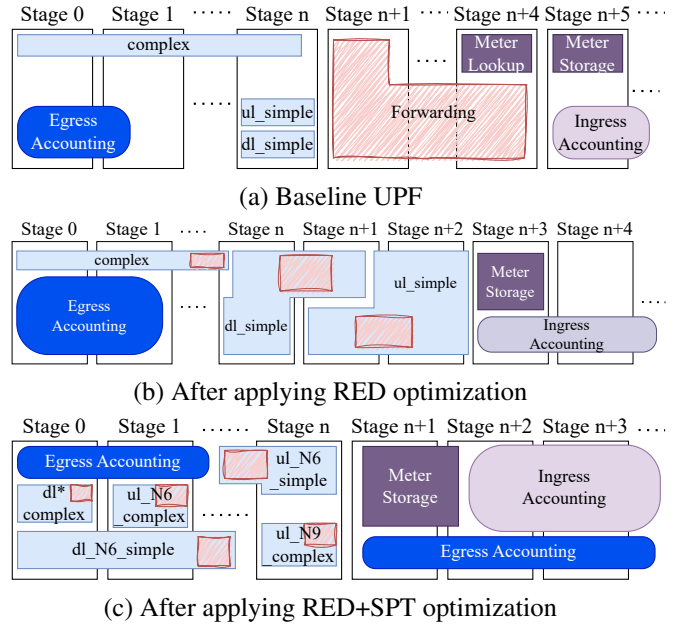 Stage 0 Stage 1 ..... Stage n Stage n+1 ..... Stage n+4 Stage n+5 .....
complex
Meter
Lookup
Meter
Storage
.....
.....
.....
ul_simple
dl_simple
Egress
Accounting
Forwarding
Ingress
Accounting
(a) Baseline UPF
Stage 0 Stage 1 .... Stage n Stage n+1 Stage n+2 Stage n+3 Stage n+4
complex
Egress
Accounting
....
dl_simple
ul_simple
Meter
Storage
Ingress
Accounting
....
(b) After applying RED optimization
Stage 0 Stage 1 ...... Stage n Stage n+1 Stage n+2 Stage n+3 ....
Egress Accounting
ul_N6
_simple
dl*
complex
ul_N6
_complex
......
dl_N6_simple
ul_N9
_complex
......
Meter
Storage
Ingress
Accounting
Egress Accounting
....
(c) After applying RED+SPT optimization